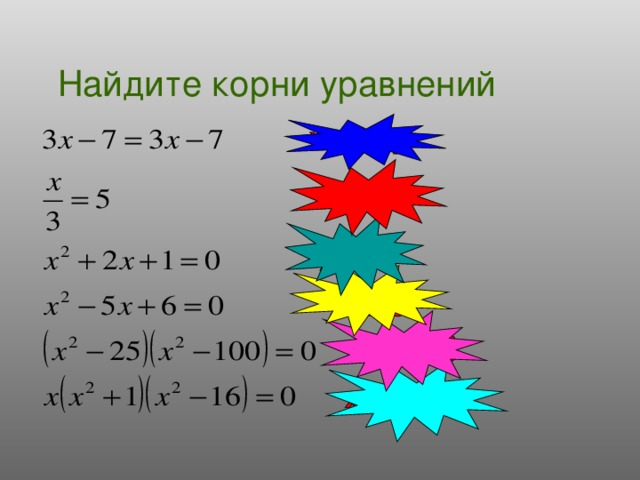 Найдите корни уравнений
3x − 7 = 3x − 7
x/3 = 5
x² + 2x + 1 = 0
x² − 5x + 6 = 0
(x² − 25)(x² − 100) = 0
x(x² + 1)(x² − 16) = 0